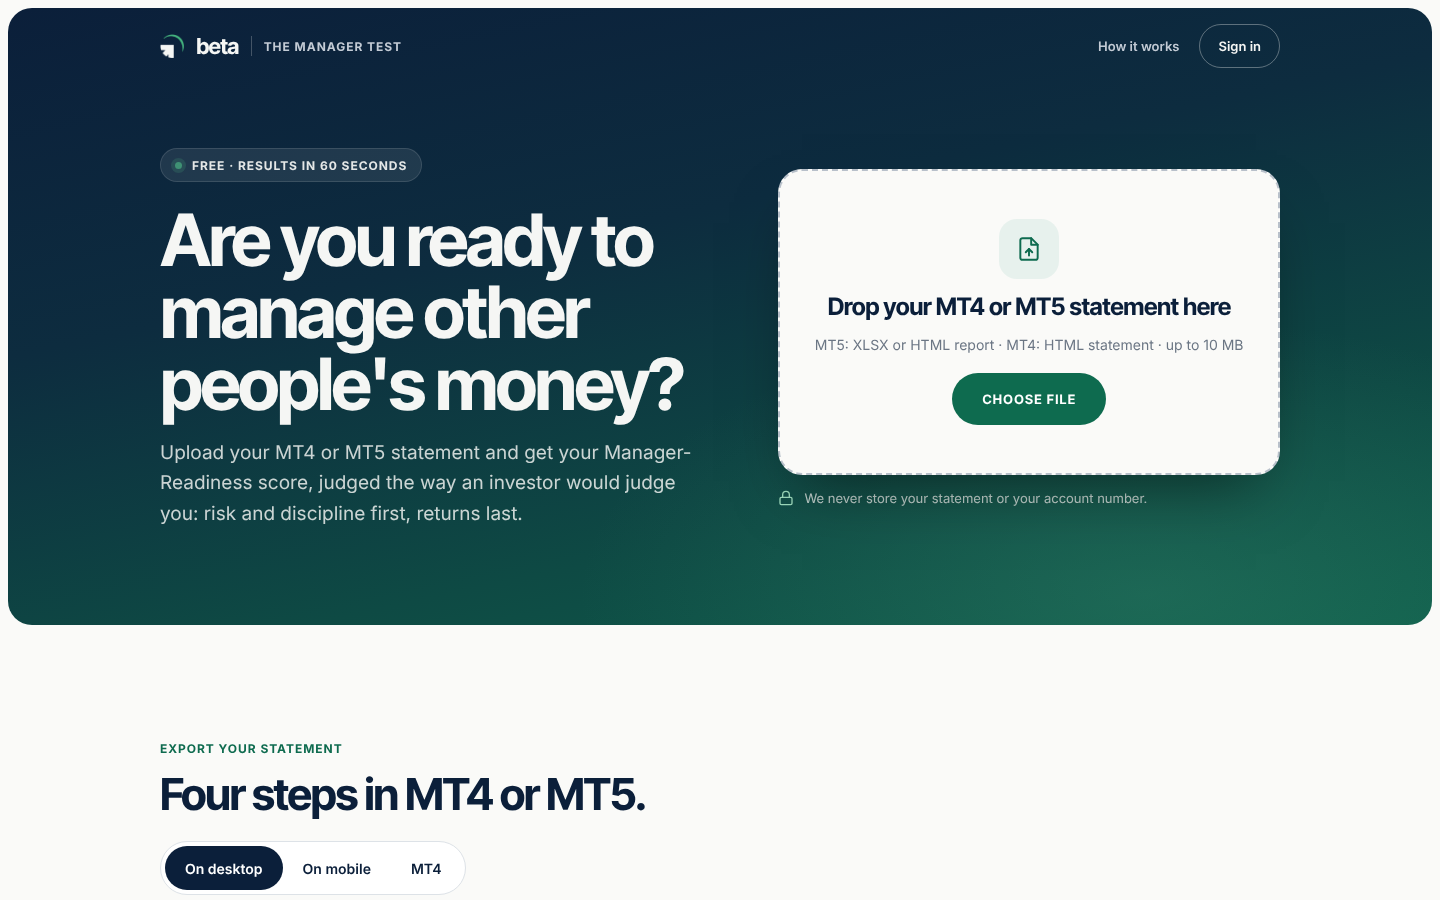 beta
THE MANAGER TEST
How it works
Sign in
FREE · RESULTS IN 60 SECONDS
Are you ready to
manage other
people's money?
Upload your MT4 or MT5 statement and get your Manager-
Readiness score, judged the way an investor would judge
you: risk and discipline first, returns last.
Drop your MT4 or MT5 statement here
MT5: XLSX or HTML report · MT4: HTML statement · up to 10 MB
CHOOSE FILE
We never store your statement or your account number.
EXPORT YOUR STATEMENT
Four steps in MT4 or MT5.
On desktop
On mobile
MT4